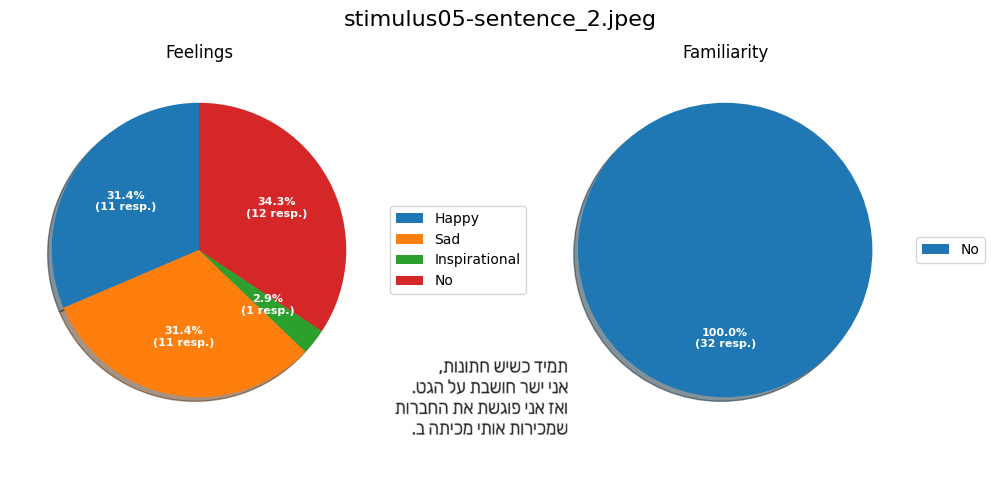 stimulus05-sentence_2.jpeg
Feelings
31.4%
(11 resp.)
34.3%
(12 resp.)
2.9%
(1 resp.)
31.4%
(11 resp.)
Happy
Sad
Inspirational
No
Familiarity
100.0%
(32 resp.)
No
תמיד כשיש חתונות,
אני ישר חושבת על הגט.
ואז אני פוגשת את החברות
שמכירות אותי מכיתה ב.